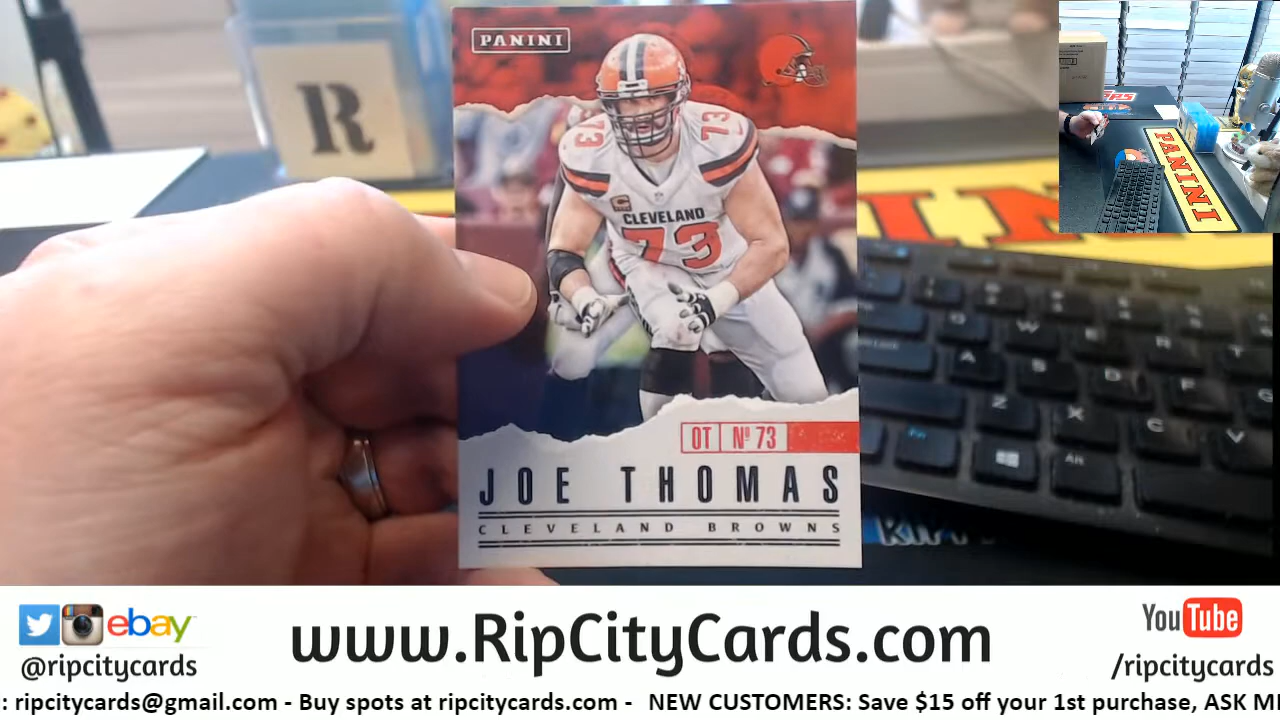 PANINI
R
73
73
CLEVELAND
73
OT Nº 73
JOE THOMAS
CLEVELAND BROWNS
PANINI
ebay
@ripcitycards
www.RipCityCards.com
YouTube
/ripcitycards
: ripcitycards@gmail.com - Buy spots at ripcitycards.com - NEW CUSTOMERS: Save $15 off your 1st purchase, ASK